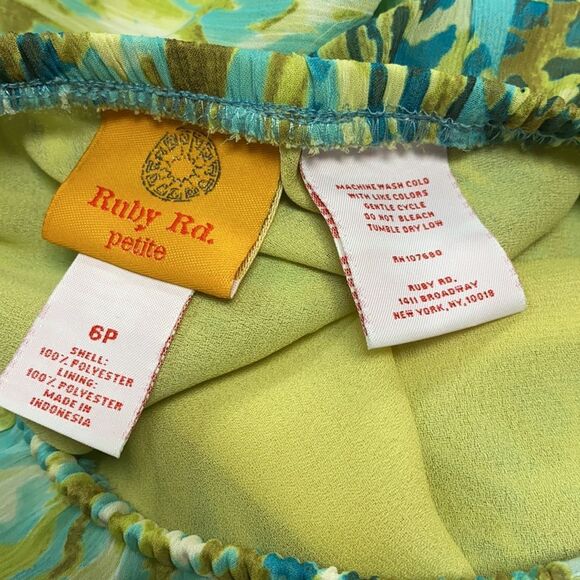 Ruby Rd.
petite
6P
SHELL:
100% POLYESTER
LINING:
100% POLYESTER
MADE IN
INDONESIA
MACHINE WASH COLD
WITH LIKE COLORS
GENTLE CYCLE
DO NOT BLEACH
TUMBLE DRY LOW
RN107680
RUBY RD.
1411 BROADWAY
NEW YORK, NY, 10018